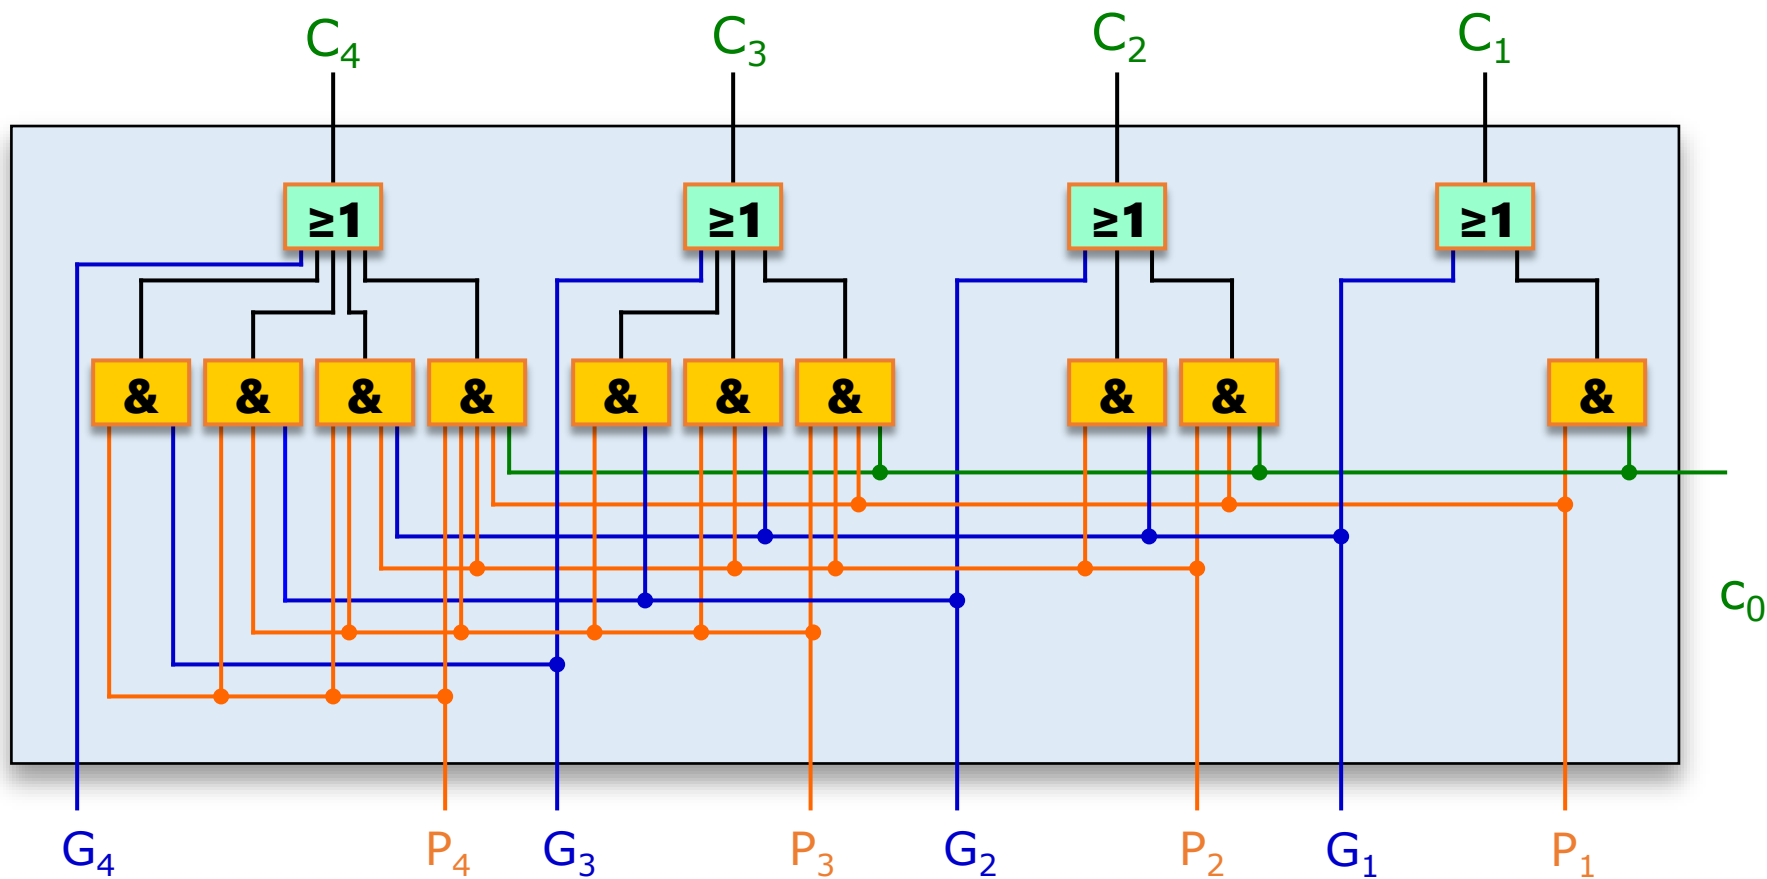 C₄ C₃ C₂ C₁
≥1 ≥1 ≥1 ≥1
& & & & & & & & & &
c₀
G₄ P₄ G₃ P₃ G₂ P₂ G₁ P₁